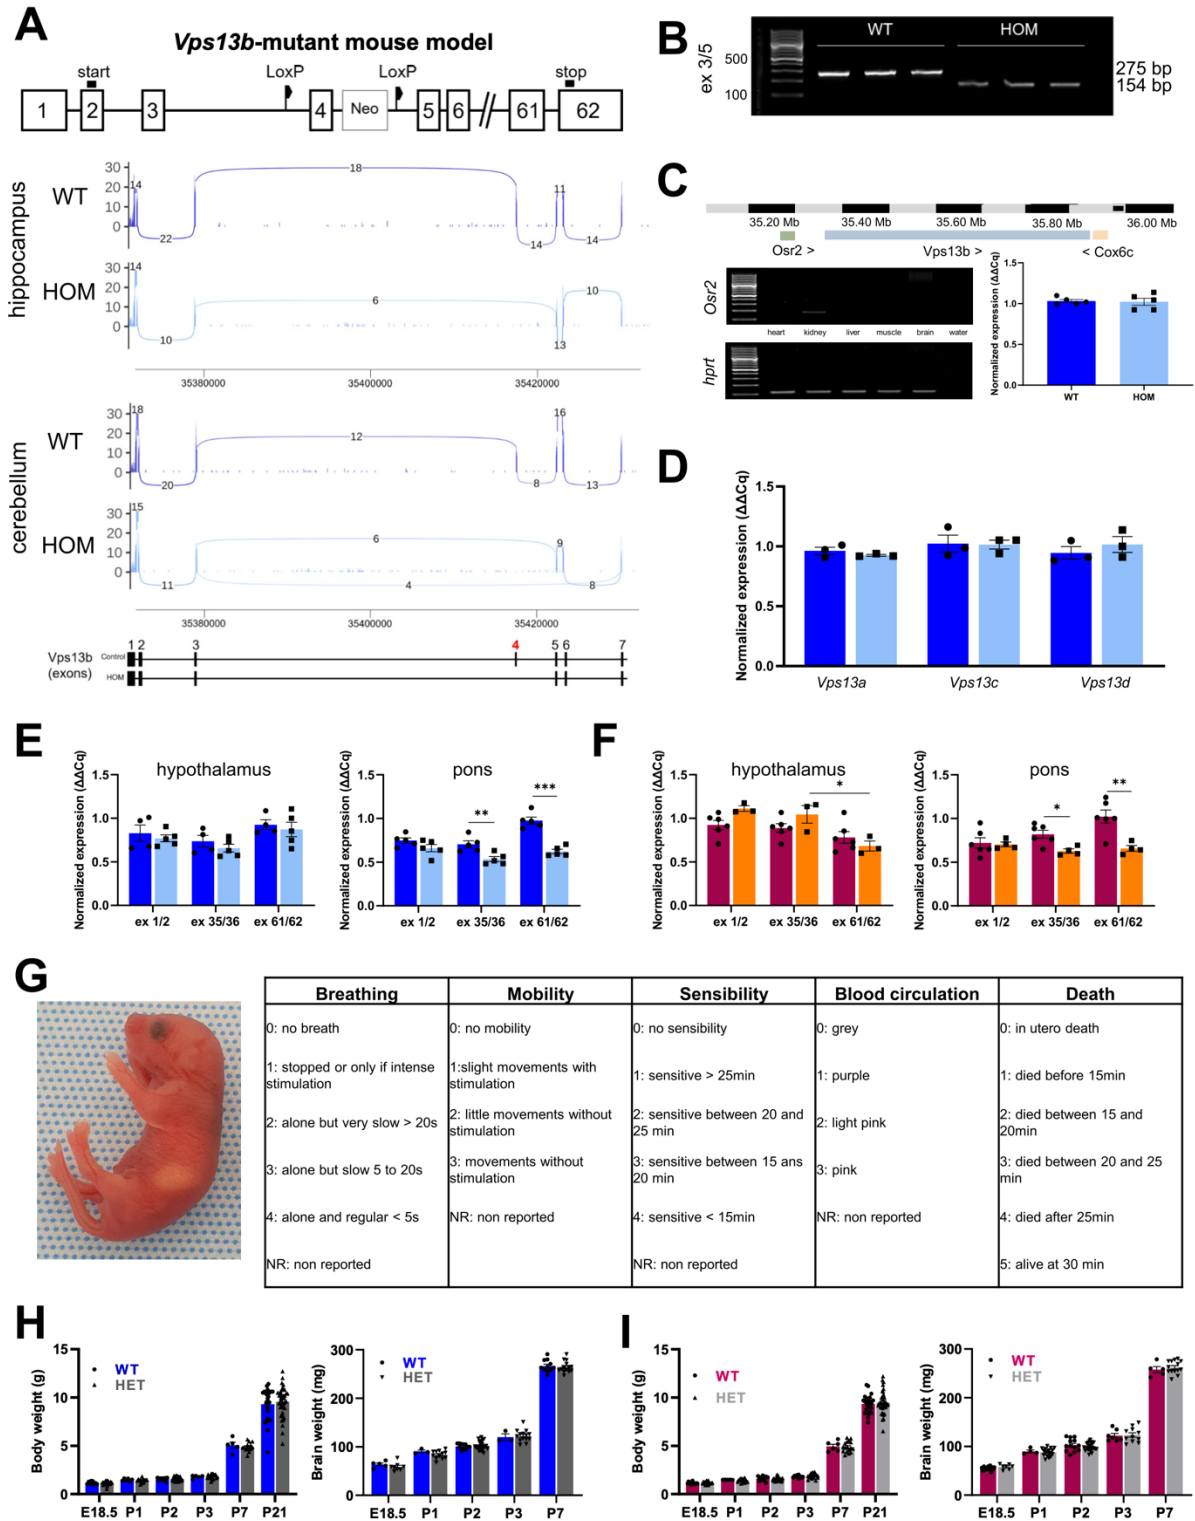 A
Vps13b-mutant mouse model
start
LoxP
LoxP
stop
1
2
3
4
Neo
5
6
61
62
hippocampus
WT
30
20
10
0
14
22
18
11
14
14
HOM
30
20
10
0
14
10
6
10
13
35380000
35400000
35420000
cerebellum
WT
30
20
10
0
18
20
12
16
8
13
HOM
30
20
10
0
15
11
6
9
4
8
35380000
35400000
35420000
Vps13b
(exons)
1 2
3
4
5 6
7
Control
HOM
B
ex 3/5
WT
HOM
500
100
275 bp
154 bp
C
35.20 Mb
35.40 Mb
35.60 Mb
35.80 Mb
36.00 Mb
Osr2 >
Vps13b >
< Cox6c
Osr2
heart
kidney
liver
muscle
brain
water
hprt
Normalized expression (ΔΔCq)
1.5
1.0
0.5
0.0
WT
HOM
D
Normalized expression (ΔΔCq)
1.5
1.0
0.5
0.0
Vps13a
Vps13c
Vps13d
E
Normalized expression (ΔΔCq)
hypothalamus
1.5
1.0
0.5
0.0
ex 1/2
ex 35/36
ex 61/62
Normalized expression (ΔΔCq)
pons
1.5
1.0
0.5
0.0
**
***
ex 1/2
ex 35/36
ex 61/62
F
Normalized expression (ΔΔCq)
hypothalamus
1.5
1.0
0.5
0.0
*
ex 1/2
ex 35/36
ex 61/62
Normalized expression (ΔΔCq)
pons
1.5
1.0
0.5
0.0
*
**
ex 1/2
ex 35/36
ex 61/62
G
Breathing
0: no breath
1: stopped or only if intense
stimulation
2: alone but very slow > 20s
3: alone but slow 5 to 20s
4: alone and regular < 5s
NR: non reported
Mobility
0: no mobility
1:slight movements with
stimulation
2: little movements without
stimulation
3: movements without
stimulation
NR: non reported
Sensibility
0: no sensibility
1: sensitive > 25min
2: sensitive between 20 and
25 min
3: sensitive between 15 ans
20 min
4: sensitive < 15min
NR: non reported
Blood circulation
0: grey
1: purple
2: light pink
3: pink
NR: non reported
Death
0: in utero death
1: died before 15min
2: died between 15 and
20min
3: died between 20 and 25
min
4: died after 25min
5: alive at 30 min
H
Body weight (g)
15
10
5
0
WT
HET
E18.5 P1 P2 P3 P7 P21
Brain weight (mg)
300
200
100
0
WT
HET
E18.5 P1 P2 P3 P7
I
Body weight (g)
15
10
5
0
WT
HET
E18.5 P1 P2 P3 P7 P21
Brain weight (mg)
300
200
100
0
WT
HET
E18.5 P1 P2 P3 P7